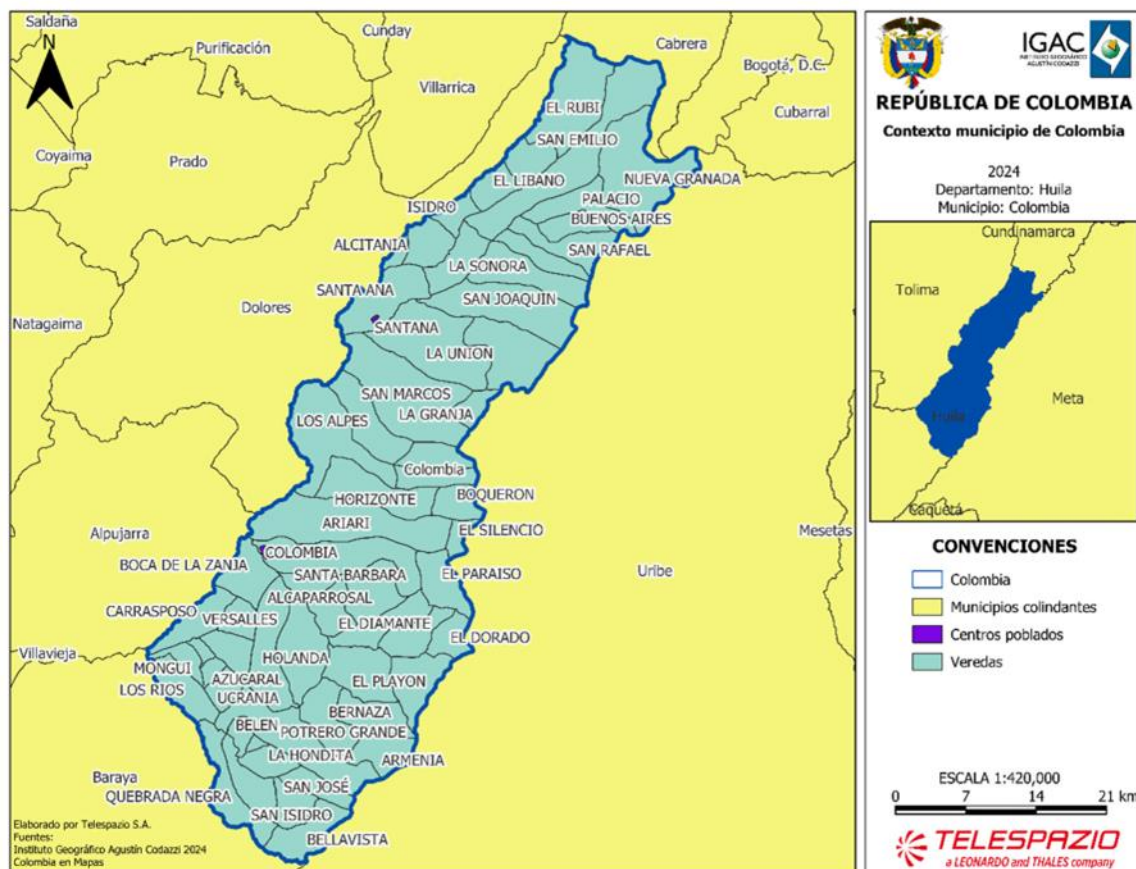 Saldaña
N
Purificación
Cunday
Cabrera
Villarrica
Bogotá, D.C.
Cubarral
EL RUBI
SAN EMILIO
Coyaima
Prado
EL LIBANO
NUEVA GRANADA
PALACIO
ISIDRO
BUENOS AIRES
ALCITANIA
SAN RAFAEL
LA SONORA
SANTA ANA
SAN JOAQUIN
Dolores
Natagaima
SANTANA
LA UNION
SAN MARCOS
LA GRANJA
LOS ALPES
Colombia
HORIZONTE
BOQUERON
ARIARI
EL SILENCIO
Alpujarra
Mesetas
COLOMBIA
BOCA DE LA ZANJA
SANTA BARBARA
EL PARAISO
Uribe
ALCAPARROSAL
CARRASPOSO
VERSALLES
EL DIAMANTE
EL DORADO
Villavieja
HOLANDA
MONGUI
AZUCARAL
EL PLAYON
LOS RIOS
UCRANIA
BERNAZA
BELEN
POTRERO GRANDE
LA HONDITA
ARMENIA
Baraya
SAN JOSÉ
QUEBRADA NEGRA
SAN ISIDRO
BELLAVISTA
Elaborado por Telespazio S.A.
Fuentes:
Instituto Geográfico Agustín Codazzi 2024
Colombia en Mapas
IGAC
INSTITUTO GEOGRÁFICO
AGUSTÍN CODAZZI
REPÚBLICA DE COLOMBIA
Contexto municipio de Colombia
2024
Departamento: Huila
Municipio: Colombia
Cundinamarca
Tolima
Meta
Huila
Caquetá
CONVENCIONES
Colombia
Municipios colindantes
Centros poblados
Veredas
ESCALA 1:420,000
0 7 14 21 km
TELESPAZIO
a LEONARDO and THALES company